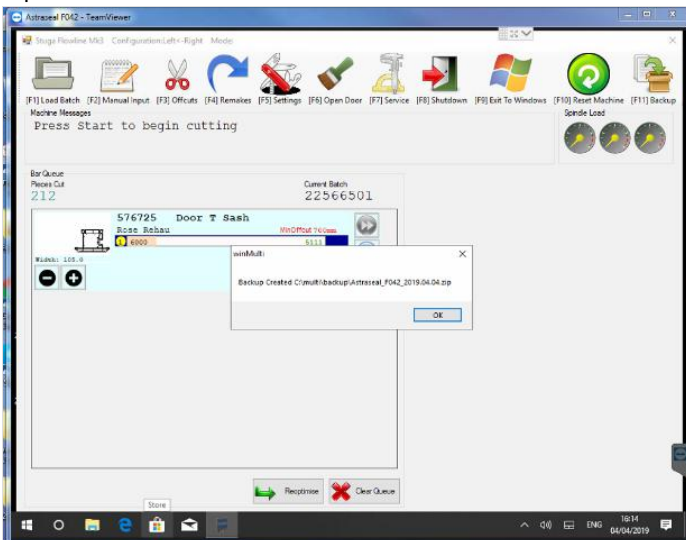 Astraseal F042 - TeamViewer
Stuga Flowline Mk3 Configuration:Left<-Right Mode:
[F1] Load Batch [F2] Manual Input [F3] Offcuts [F4] Remakes [F5] Settings [F6] Open Door [F7] Service [F8] Shutdown [F9] Exit To Windows [F10] Reset Machine [F11] Backup
Machine Messages
Spindle Load
Press Start to begin cutting
Bar Queue
Pieces Cut
Current Batch
212
22566501
576725 Door T Sash
Rose Rehau
MinOffcut 700mm
6000
5111
Width: 105.0
winMulti
Backup Created C:\multi\backup\Astraseal_F042_2019.04.04.zip
OK
Reoptimise
Clear Queue
Store
ENG
16:14
04/04/2019